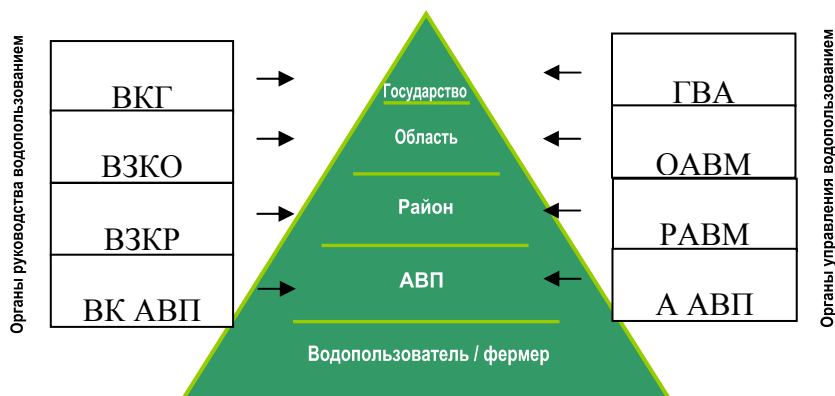 Органы руководства водопользованием
ВКГ
ВЗКО
ВЗКР
ВК АВП
Государство
Область
Район
АВП
Водопользователь / фермер
ГВА
ОАВМ
РАВМ
А АВП
Органы управления водопользованием